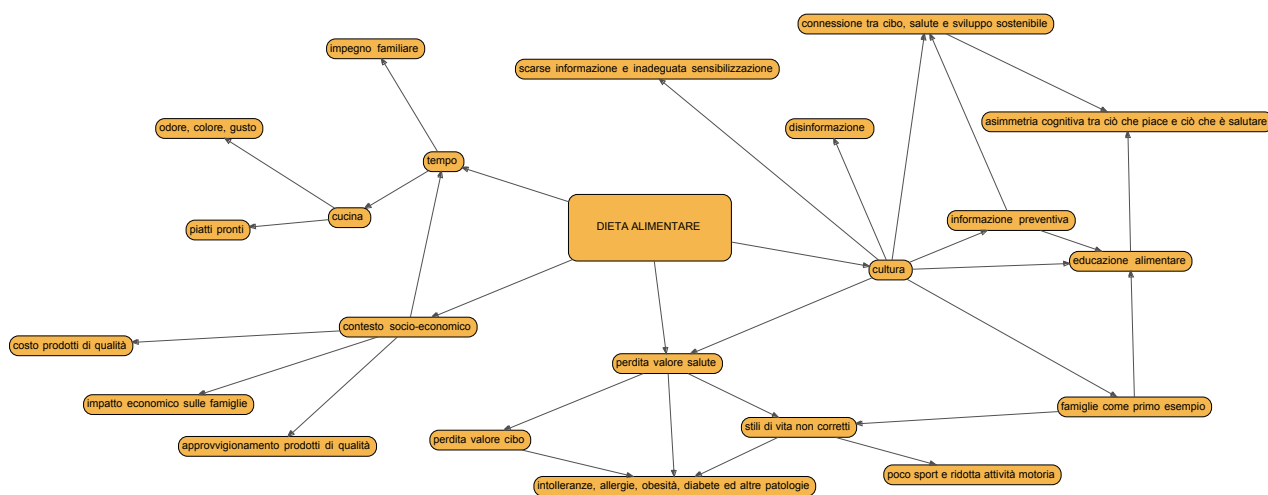 connessione tra cibo, salute e sviluppo sostenibile
impegno familiare
scarse informazione e inadeguata sensibilizzazione
asimmetria cognitiva tra ciò che piace e ciò che è salutare
odore, colore, gusto
disinformazione
tempo
cucina
informazione preventiva
piatti pronti
DIETA ALIMENTARE
educazione alimentare
cultura
contesto socio-economico
costo prodotti di qualità
perdita valore salute
impatto economico sulle famiglie
famiglie come primo esempio
stili di vita non corretti
perdita valore cibo
approvvigionamento prodotti di qualità
poco sport e ridotta attività motoria
intolleranze, allergie, obesità, diabete ed altre patologie